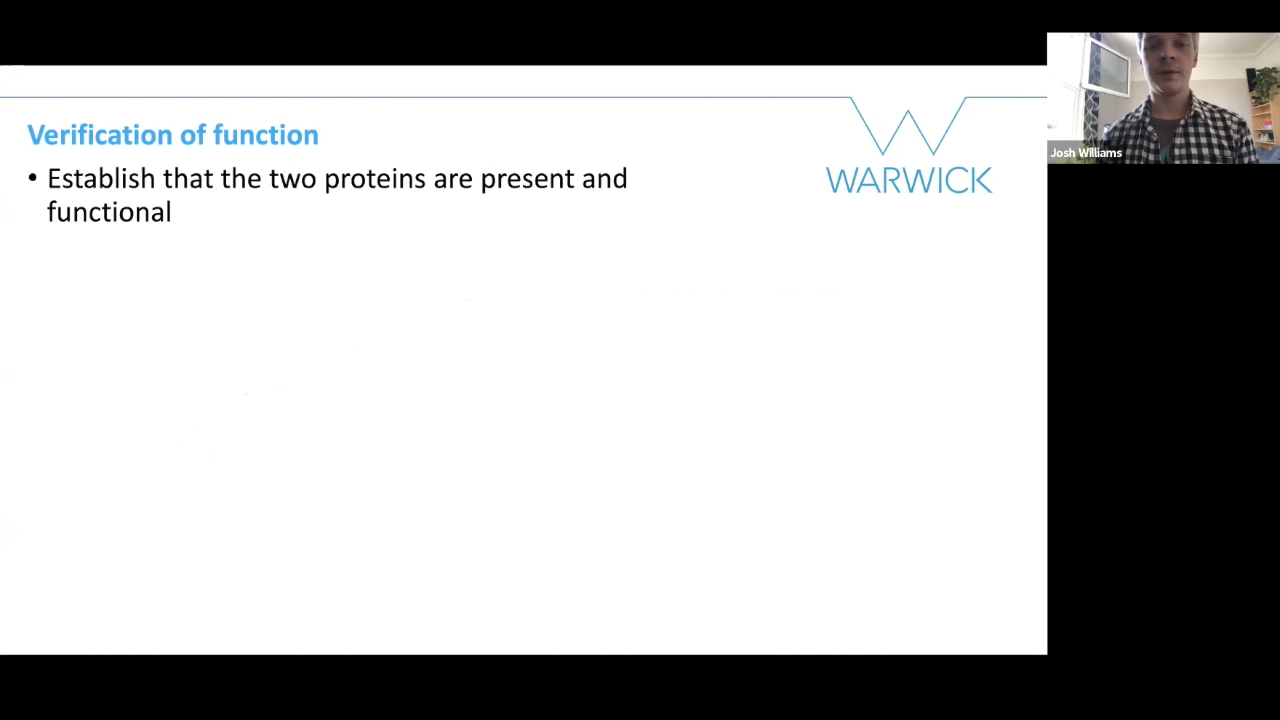 Verification of function
• Establish that the two proteins are present and
functional
WARWICK
Josh Williams